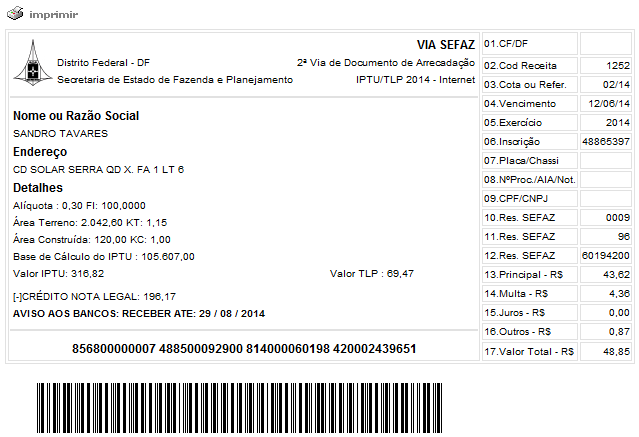 imprimir
VIA SEFAZ
Distrito Federal - DF
2ª Via de Documento de Arrecadação
Secretaria de Estado de Fazenda e Planejamento
IPTU/TLP 2014 - Internet
Nome ou Razão Social
SANDRO TAVARES
Endereço
CD SOLAR SERRA QD X. FA 1 LT 6
Detalhes
Alíquota : 0,30 FI: 100,0000
Área Terreno: 2.042,60 KT: 1,15
Área Construída: 120,00 KC: 1,00
Base de Cálculo do IPTU : 105.607,00
Valor IPTU: 316,82 Valor TLP : 69,47
[-]CRÉDITO NOTA LEGAL: 196,17
AVISO AOS BANCOS: RECEBER ATE: 29 / 08 / 2014
856800000007 488500092900 814000060198 420002439651
01.CF/DF
02.Cod Receita 1252
03.Cota ou Refer. 02/14
04.Vencimento 12/06/14
05.Exercício 2014
06.Inscrição 48865397
07.Placa/Chassi
08.NºProc./AIA/Not.
09.CPF/CNPJ
10.Res. SEFAZ 0009
11.Res. SEFAZ 96
12.Res. SEFAZ 60194200
13.Principal - R$ 43,62
14.Multa - R$ 4,36
15.Juros - R$ 0,00
16.Outros - R$ 0,87
17.Valor Total - R$ 48,85